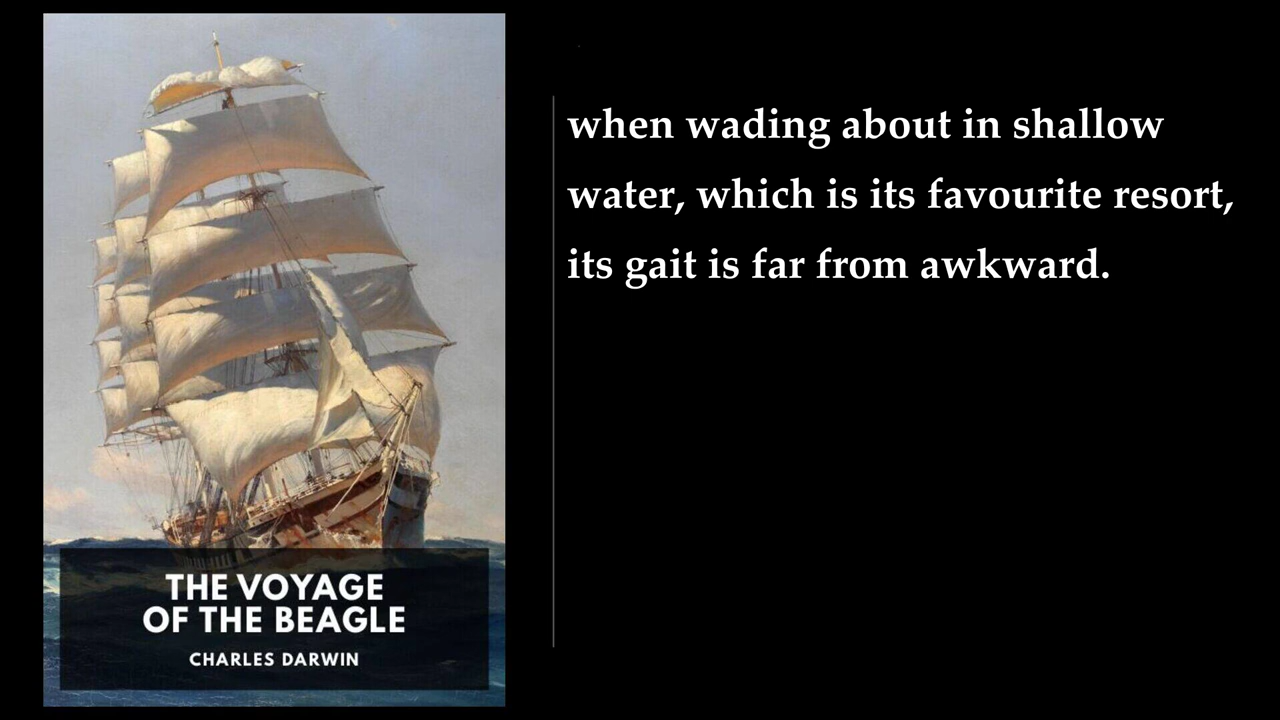 THE VOYAGE
OF THE BEAGLE
CHARLES DARWIN
when wading about in shallow
water, which is its favourite resort,
its gait is far from awkward.